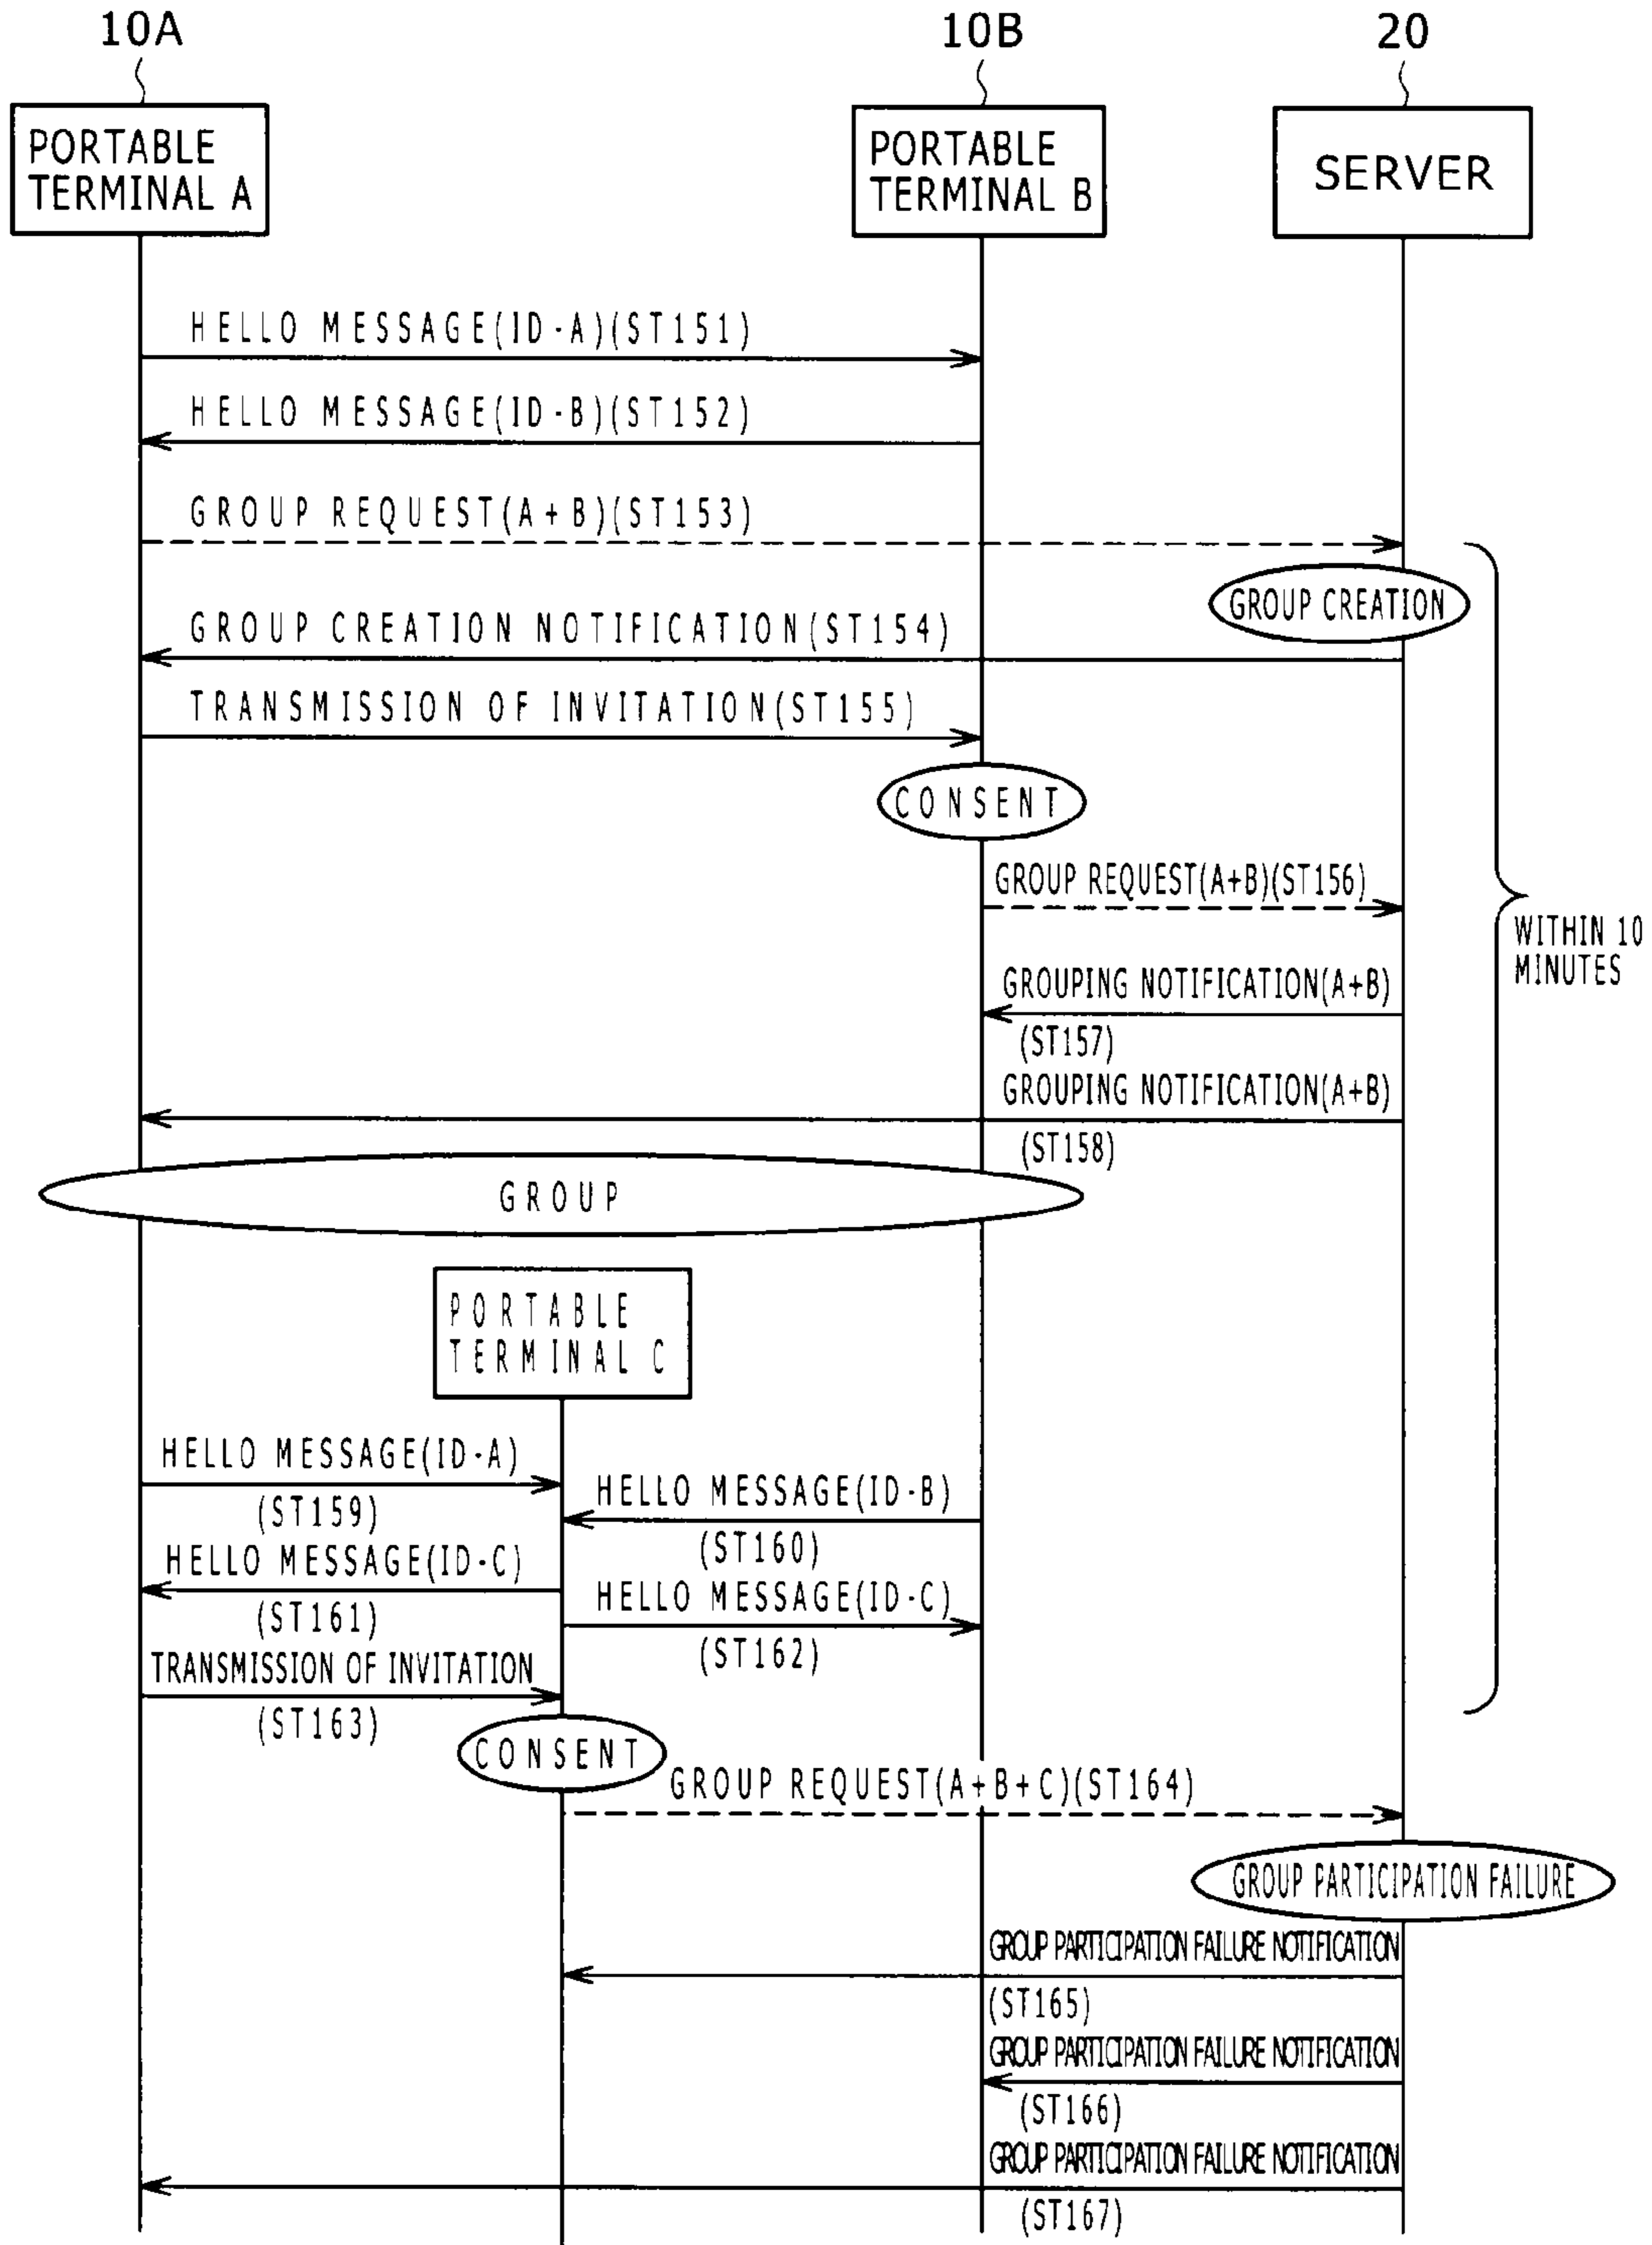 10A
10B
20
PORTABLE
TERMINAL A
PORTABLE
TERMINAL B
SERVER
HELLO MESSAGE(ID-A)(ST151)
HELLO MESSAGE(ID-B)(ST152)
GROUP REQUEST(A+B)(ST153)
GROUP CREATION
GROUP CREATION NOTIFICATION(ST154)
TRANSMISSION OF INVITATION(ST155)
CONSENT
GROUP REQUEST(A+B)(ST156)
WITHIN 10
MINUTES
GROUPING NOTIFICATION(A+B)
(ST157)
GROUPING NOTIFICATION(A+B)
(ST158)
GROUP
PORTABLE
TERMINAL C
HELLO MESSAGE(ID-A)
(ST159)
HELLO MESSAGE(ID-B)
(ST160)
HELLO MESSAGE(ID-C)
(ST161)
HELLO MESSAGE(ID-C)
(ST162)
TRANSMISSION OF INVITATION
(ST163)
CONSENT
GROUP REQUEST(A+B+C)(ST164)
GROUP PARTICIPATION FAILURE
GROUP PARTICIPATION FAILURE NOTIFICATION
(ST165)
GROUP PARTICIPATION FAILURE NOTIFICATION
(ST166)
GROUP PARTICIPATION FAILURE NOTIFICATION
(ST167)